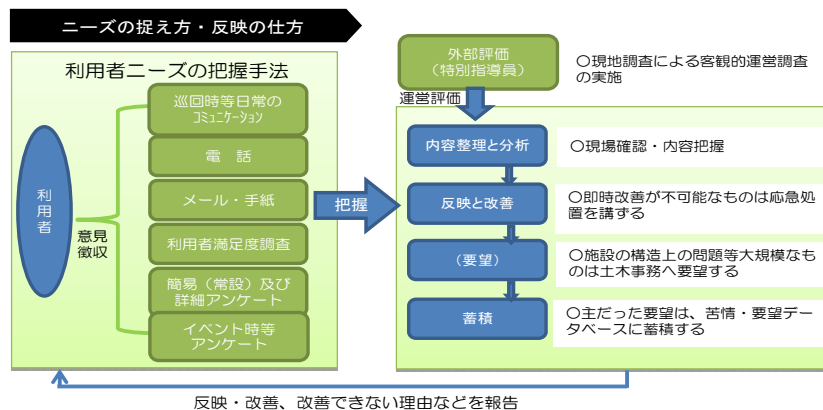 ニーズの捉え方・反映の仕方
利用者ニーズの把握手法
利用者
意見
徴収
巡回時等日常の
ｺﾐｭﾆｹｰｼｮﾝ
電　話
メール・手紙
利用者満足度調査
簡易（常設）及び
詳細アンケート
イベント時等
アンケート
把握
外部評価
（特別指導員）
〇現地調査による客観的運営調査
の実施
運営評価
内容整理と分析
〇現場確認・内容把握
反映と改善
〇即時改善が不可能なものは応急処
置を講ずる
（要望）
〇施設の構造上の問題等大規模なも
のは土木事務へ要望する
蓄積
〇主だった要望は、苦情・要望デー
タベースに蓄積する
反映・改善、改善できない理由などを報告